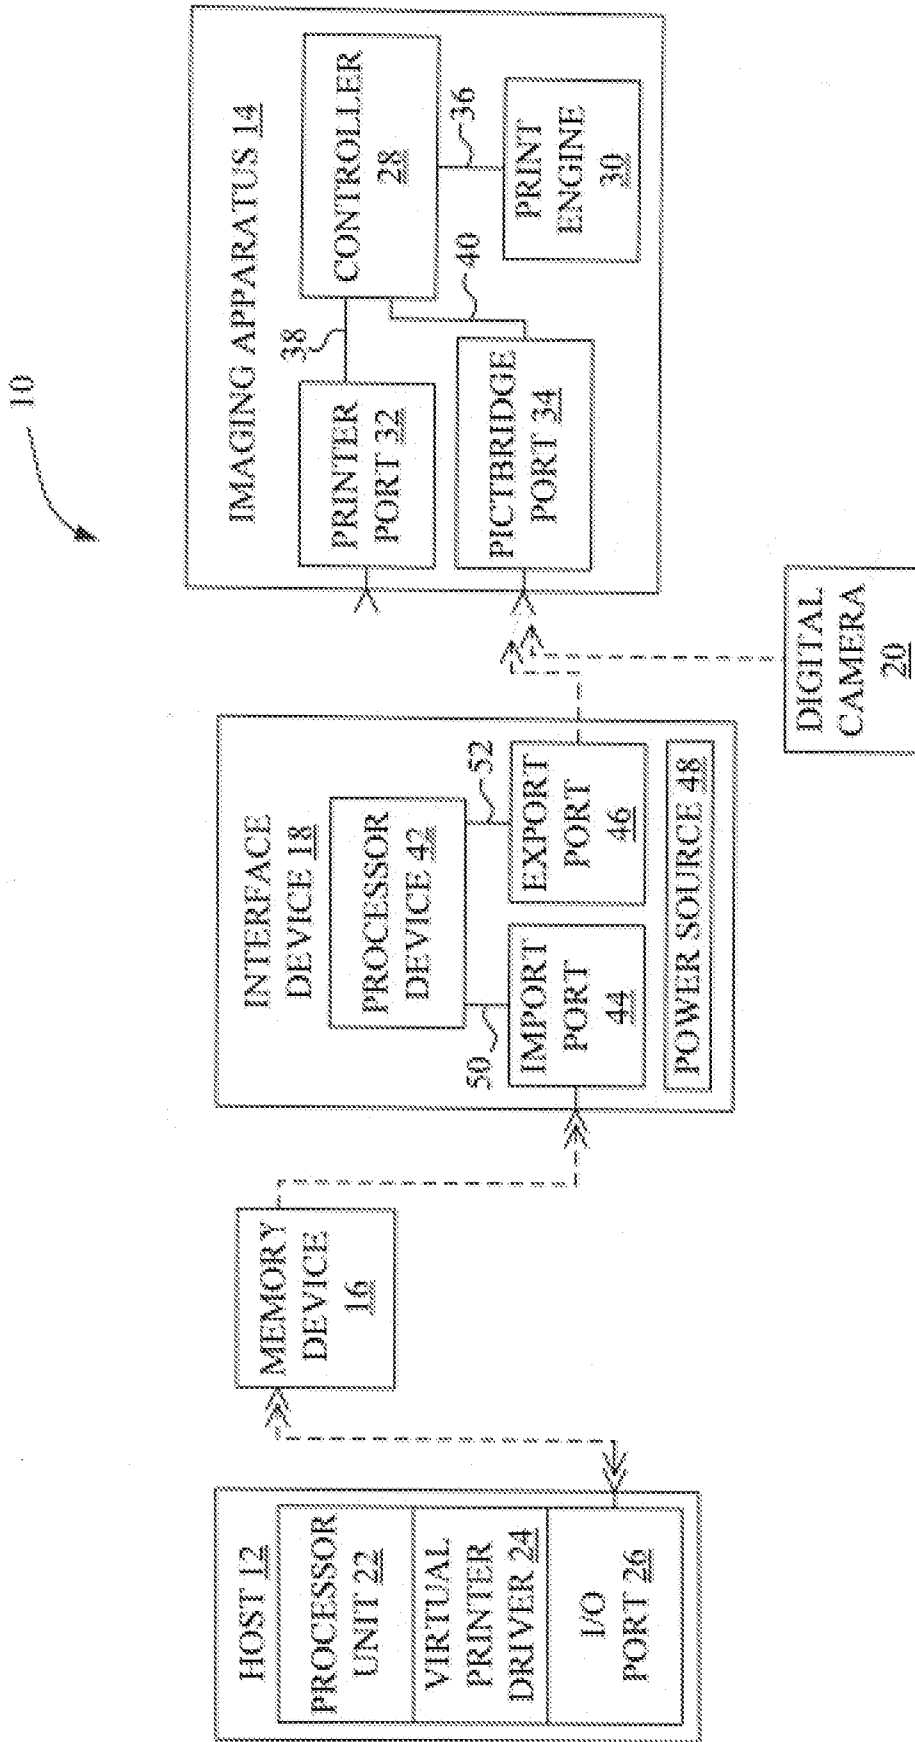 10
HOST 12
PROCESSOR
UNIT 22
VIRTUAL
PRINTER
DRIVER 24
I/O
PORT 26
MEMORY
DEVICE
16
INTERFACE
DEVICE 18
PROCESSOR
DEVICE 42
50
52
IMPORT
PORT
44
EXPORT
PORT
46
POWER SOURCE 48
IMAGING APPARATUS 14
PRINTER
PORT 32
38
CONTROLLER
28
PICTBRIDGE
PORT 34
40
36
PRINT
ENGINE
30
DIGITAL
CAMERA
20